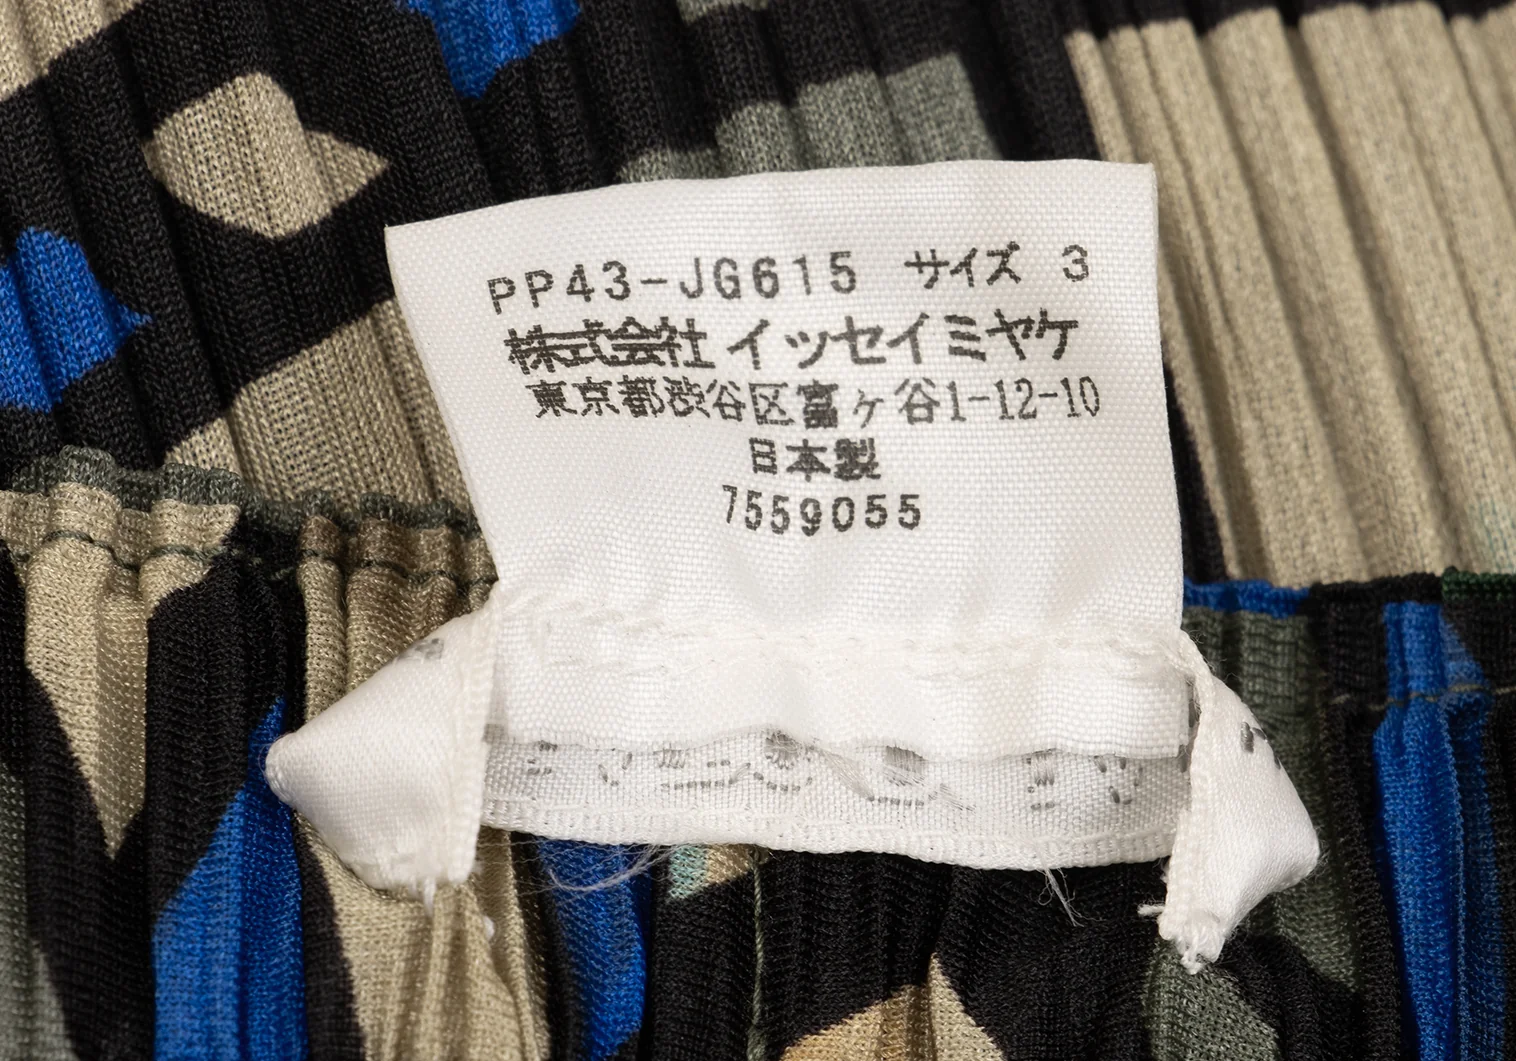 PP43-JG615 サイズ 3
株式会社イッセイミヤケ
東京都渋谷区富ヶ谷1-12-10
日本製
7559055